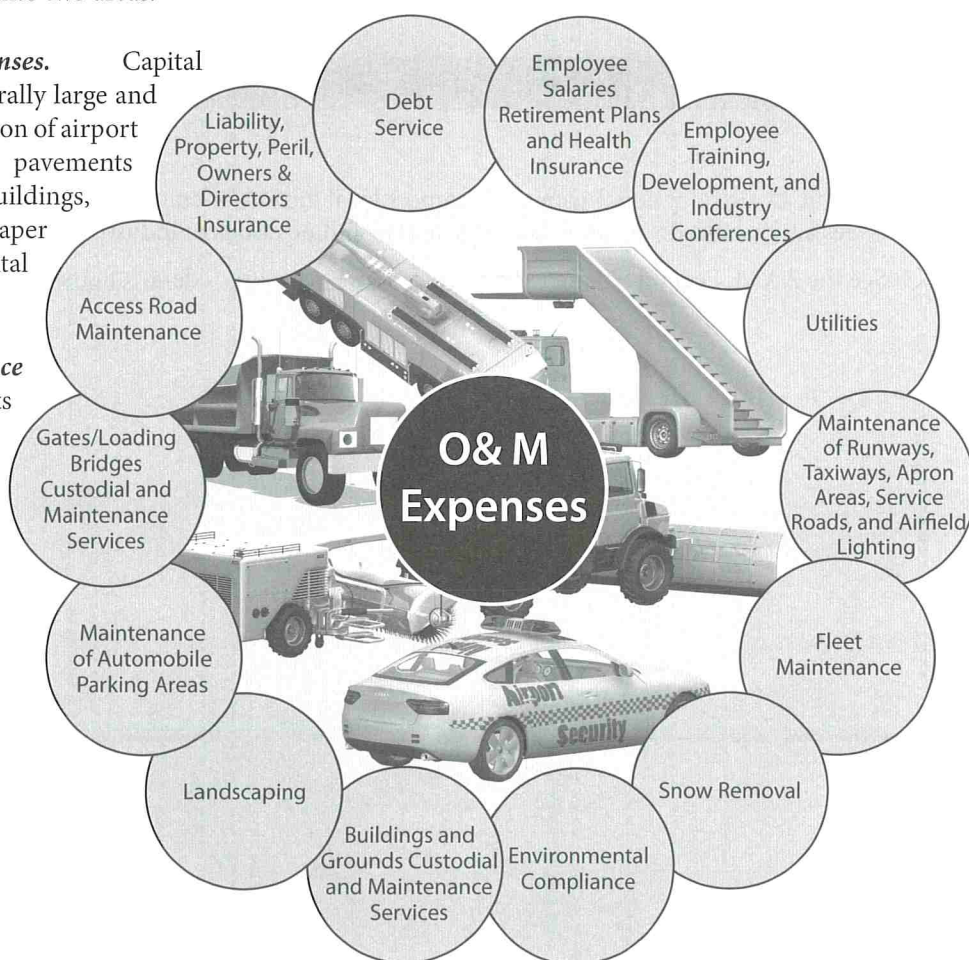 nses. Capital
rally large and
on of airport
pavements
uildings,
aper
tal
ce
ts
Debt
Service
Employee
Salaries
Retirement Plans
and Health
Insurance
Employee
Training,
Development, and
Industry
Conferences
Utilities
Maintenance
of Runways,
Taxiways, Apron
Areas, Service
Roads, and Airfield
Lighting
Fleet
Maintenance
Snow Removal
Environmental
Compliance
Buildings and
Grounds Custodial
and Maintenance
Services
Landscaping
Maintenance
of Automobile
Parking Areas
Gates/Loading
Bridges
Custodial and
Maintenance
Services
Access Road
Maintenance
Liability,
Property, Peril,
Owners &
Directors
Insurance
O& M
Expenses
Airport
Security